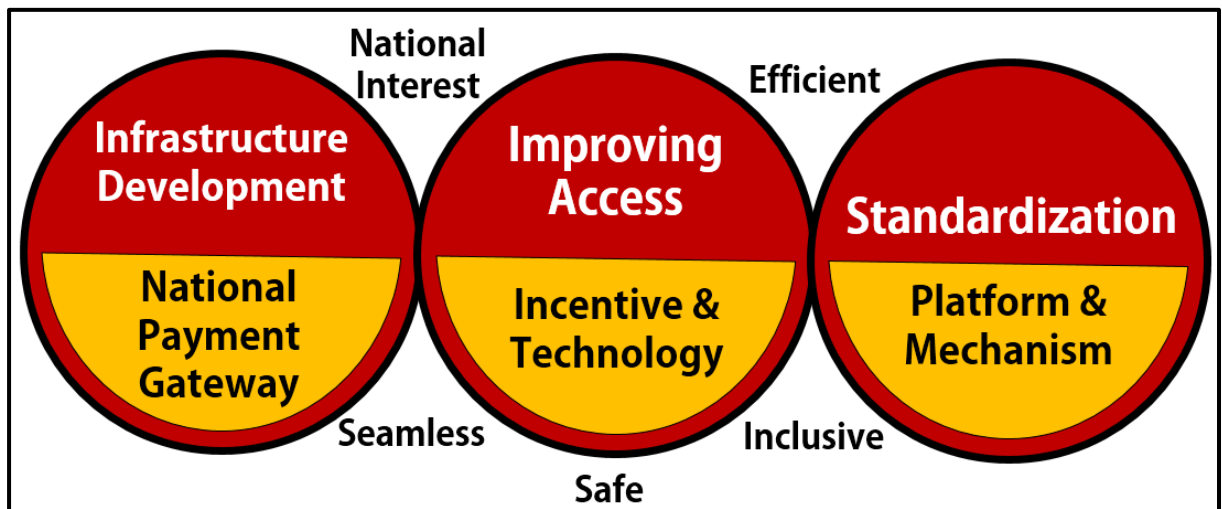 National
Interest
Efficient
Infrastructure
Development
Improving
Access
Standardization
National
Payment
Gateway
Incentive &
Technology
Platform &
Mechanism
Seamless
Inclusive
Safe